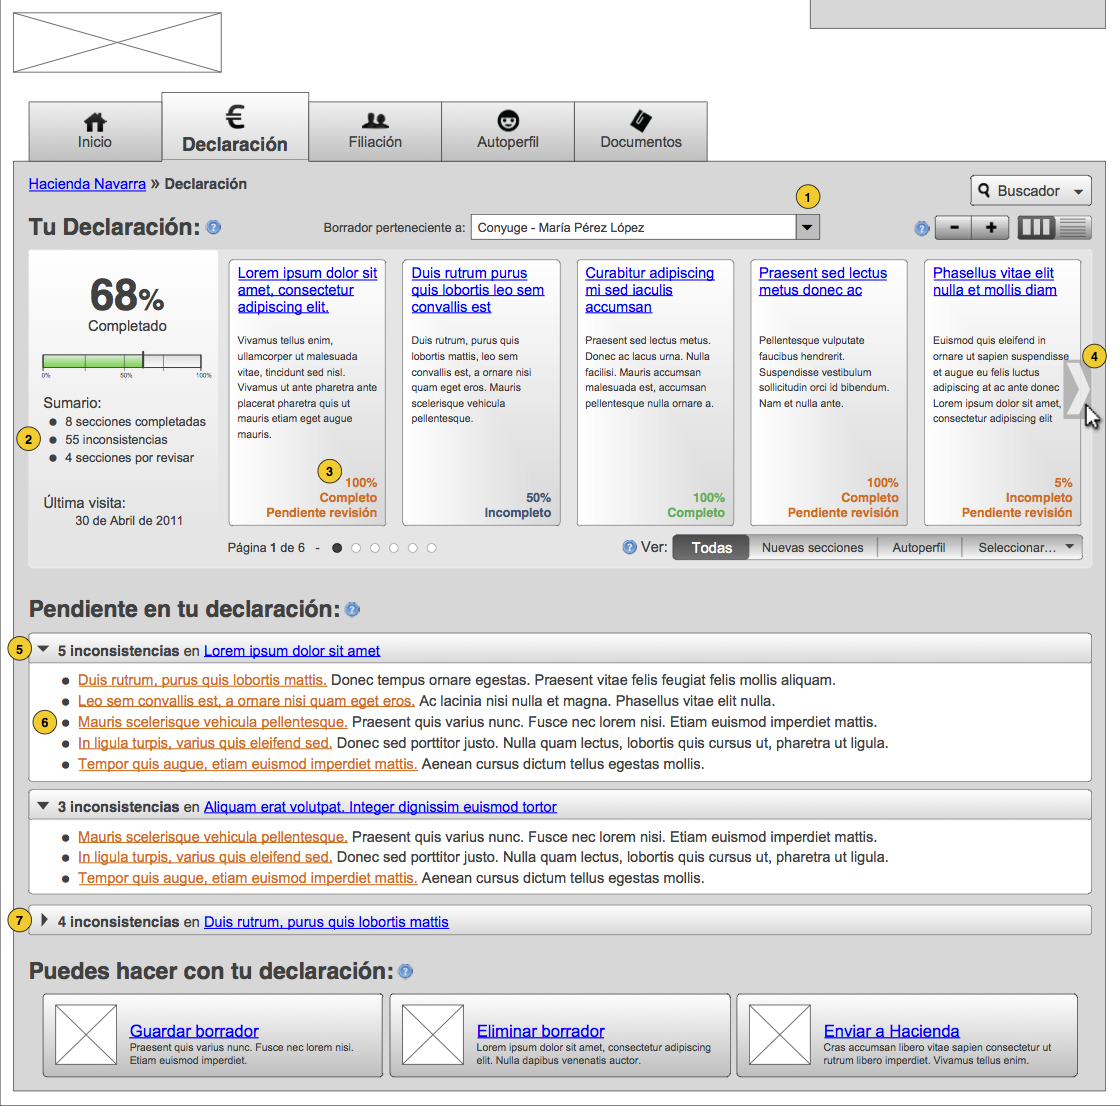 Inicio
Declaración
Filiación
Autoperfil
Documentos
Hacienda Navarra » Declaración
Buscador
1
Tu Declaración: ?
Borrador perteneciente a: Conyuge - María Pérez López
? - +
68%
Completado
0% 50% 100%
Sumario:
8 secciones completadas
2
55 inconsistencias
4 secciones por revisar
Última visita:
30 de Abril de 2011
Lorem ipsum dolor sit
amet, consectetur
adipiscing elit.
Vivamus tellus enim,
ullamcorper ut malesuada
vitae, tincidunt sed nisl.
Vivamus ut ante pharetra ante
placerat pharetra quis ut
mauris etiam eget augue
mauris.
3
100%
Completo
Pendiente revisión
Duis rutrum purus
quis lobortis leo sem
convallis est
Duis rutrum, purus quis
lobortis mattis, leo sem
convallis est, a ornare nisi
quam eget eros. Mauris
scelerisque vehicula
pellentesque.
50%
Incompleto
Curabitur adipiscing
mi sed iaculis
accumsan
Praesent sed lectus metus.
Donec ac lacus urna. Nulla
facilisi. Mauris accumsan
malesuada est, accumsan
pellentesque nulla ornare a.
100%
Completo
Praesent sed lectus
metus donec ac
Pellentesque vulputate
faucibus hendrerit.
Suspendisse vestibulum
sollicitudin orci id bibendum.
Nam et nulla ante.
100%
Completo
Pendiente revisión
Phasellus vitae elit
nulla et mollis diam
Euismod quis eleifend in
ornare ut sapien suspendisse
et augue eu felis luctus
adipiscing at ac ante donec
Lorem ipsum dolor sit amet,
consectetur adipiscing elit
4
5%
Incompleto
Pendiente revisión
Página 1 de 6 -
? Ver: Todas Nuevas secciones Autoperfil Seleccionar...
Pendiente en tu declaración: ?
5
5 inconsistencias en Lorem ipsum dolor sit amet
Duis rutrum, purus quis lobortis mattis. Donec tempus ornare egestas. Praesent vitae felis feugiat felis mollis aliquam.
Leo sem convallis est, a ornare nisi quam eget eros. Ac lacinia nisi nulla et magna. Phasellus vitae elit nulla.
6
Mauris scelerisque vehicula pellentesque. Praesent quis varius nunc. Fusce nec lorem nisi. Etiam euismod imperdiet mattis.
In ligula turpis, varius quis eleifend sed. Donec sed porttitor justo. Nulla quam lectus, lobortis quis cursus ut, pharetra ut ligula.
Tempor quis augue, etiam euismod imperdiet mattis. Aenean cursus dictum tellus egestas mollis.
3 inconsistencias en Aliquam erat volutpat. Integer dignissim euismod tortor
Mauris scelerisque vehicula pellentesque. Praesent quis varius nunc. Fusce nec lorem nisi. Etiam euismod imperdiet mattis.
In ligula turpis, varius quis eleifend sed. Donec sed porttitor justo. Nulla quam lectus, lobortis quis cursus ut, pharetra ut ligula.
Tempor quis augue, etiam euismod imperdiet mattis. Aenean cursus dictum tellus egestas mollis.
7
4 inconsistencias en Duis rutrum, purus quis lobortis mattis
Puedes hacer con tu declaración: ?
Guardar borrador
Praesent quis varius nunc. Fusce nec lorem nisi.
Etiam euismod imperdiet.
Eliminar borrador
Lorem ipsum dolor sit amet, consectetur adipiscing
elit. Nulla dapibus venenatis auctor.
Enviar a Hacienda
Cras accumsan libero vitae sapien consectetur ut
rutrum libero imperdiet. Vivamus tellus enim.